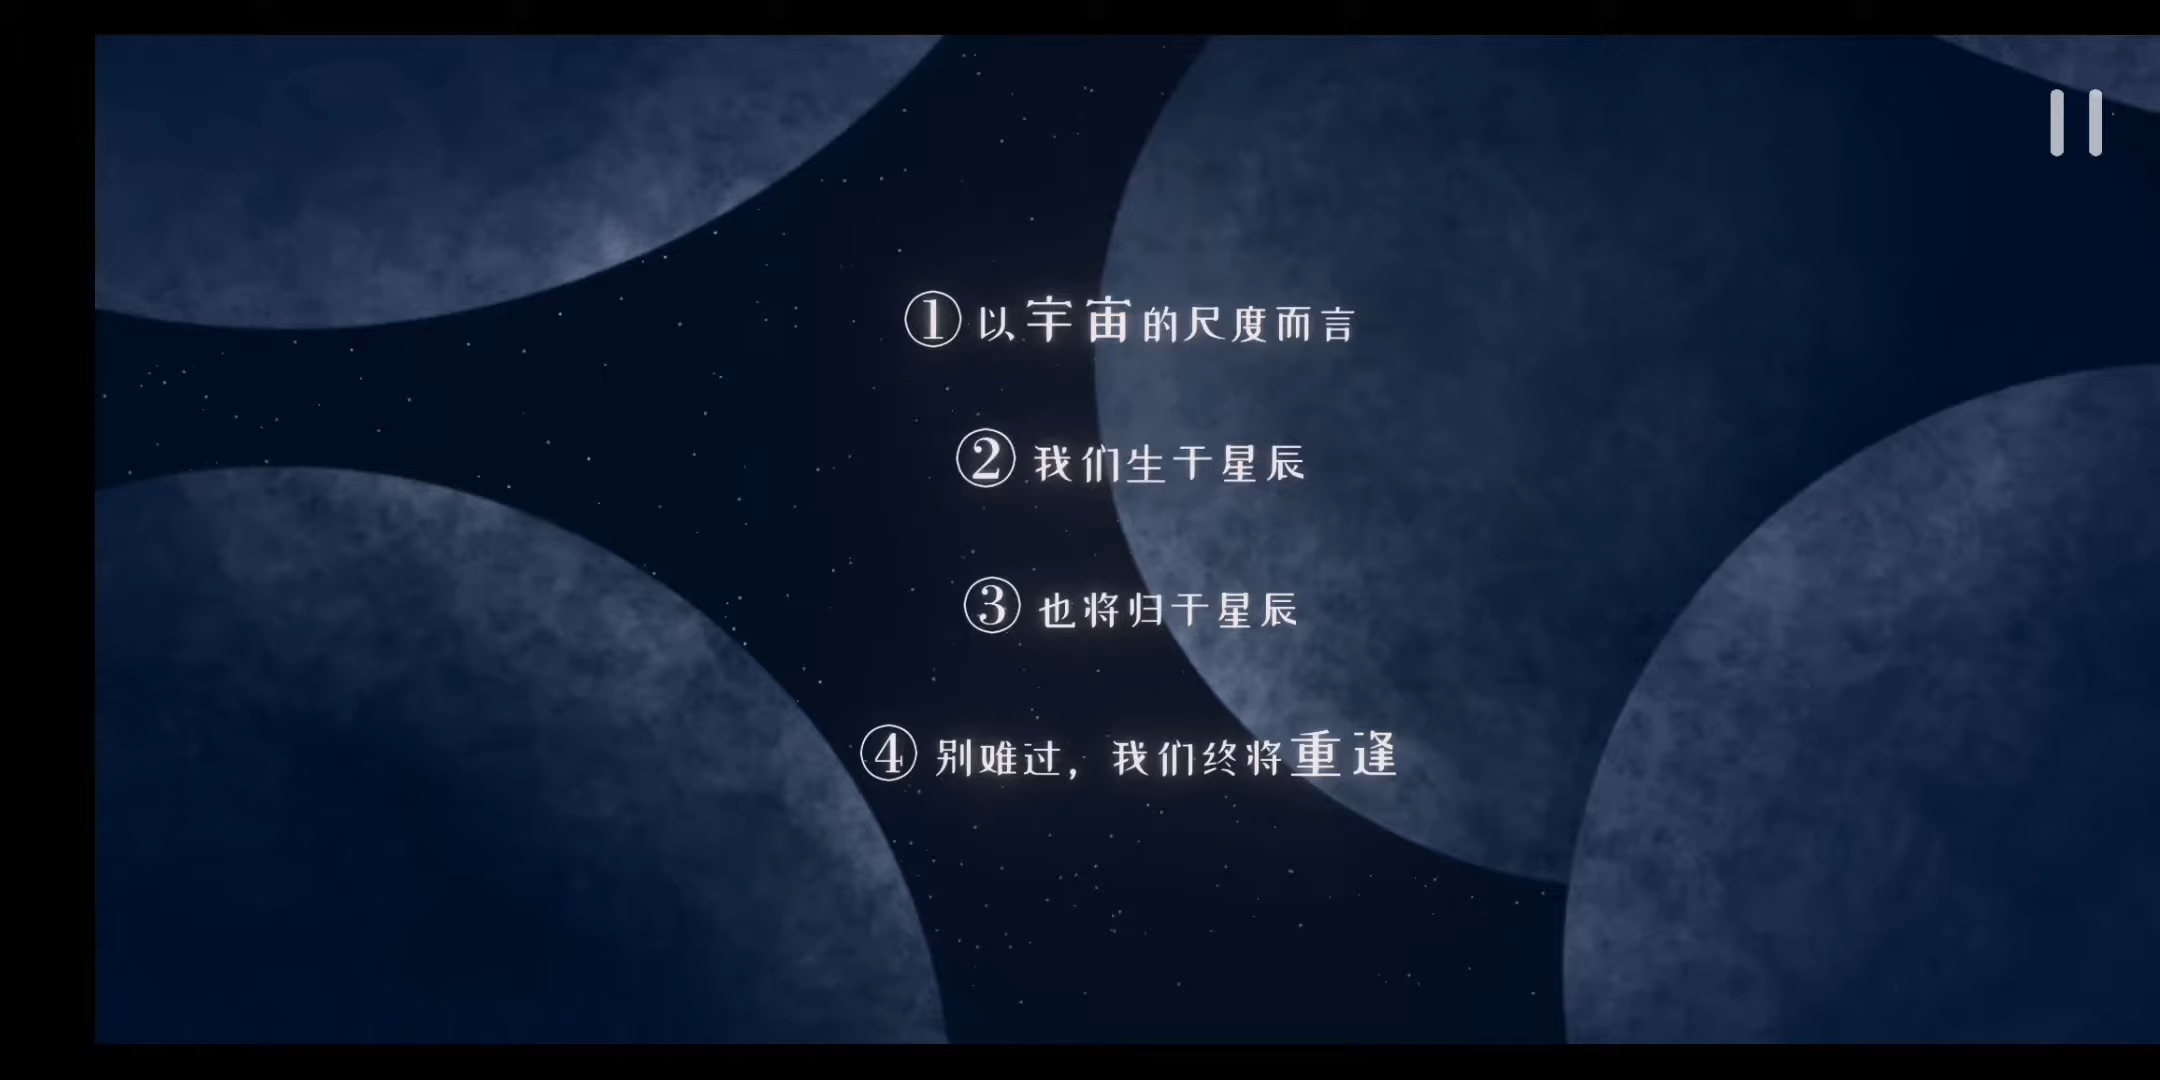 ①以宇宙的尺度而言
②我们生于星辰
③也将归于星辰
④别难过，我们终将重逢